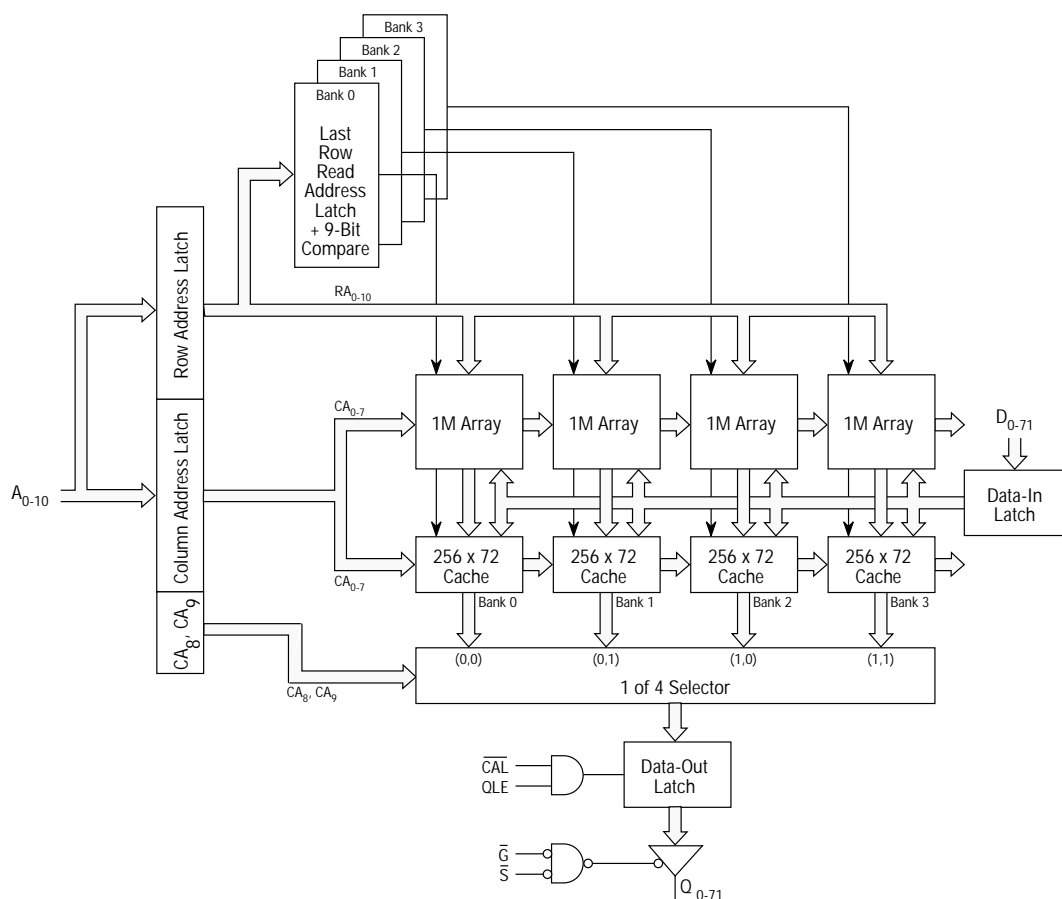 Bank 3
Bank 2
Bank 1
Bank 0
Last
Row
Read
Address
Latch
+ 9-Bit
Compare
Row Address Latch
RA0-10
1M Array
1M Array
1M Array
1M Array
CA0-7
D0-71
Column Address Latch
A0-10
Data-In
Latch
256 x 72
Cache
256 x 72
Cache
256 x 72
Cache
256 x 72
Cache
CA0-7
Bank 0
Bank 1
Bank 2
Bank 3
CA8, CA9
(0,0)
(0,1)
(1,0)
(1,1)
1 of 4 Selector
CA8, CA9
C̅A̅L̅
QLE
Data-Out
Latch
G̅
S̅
Q0-71